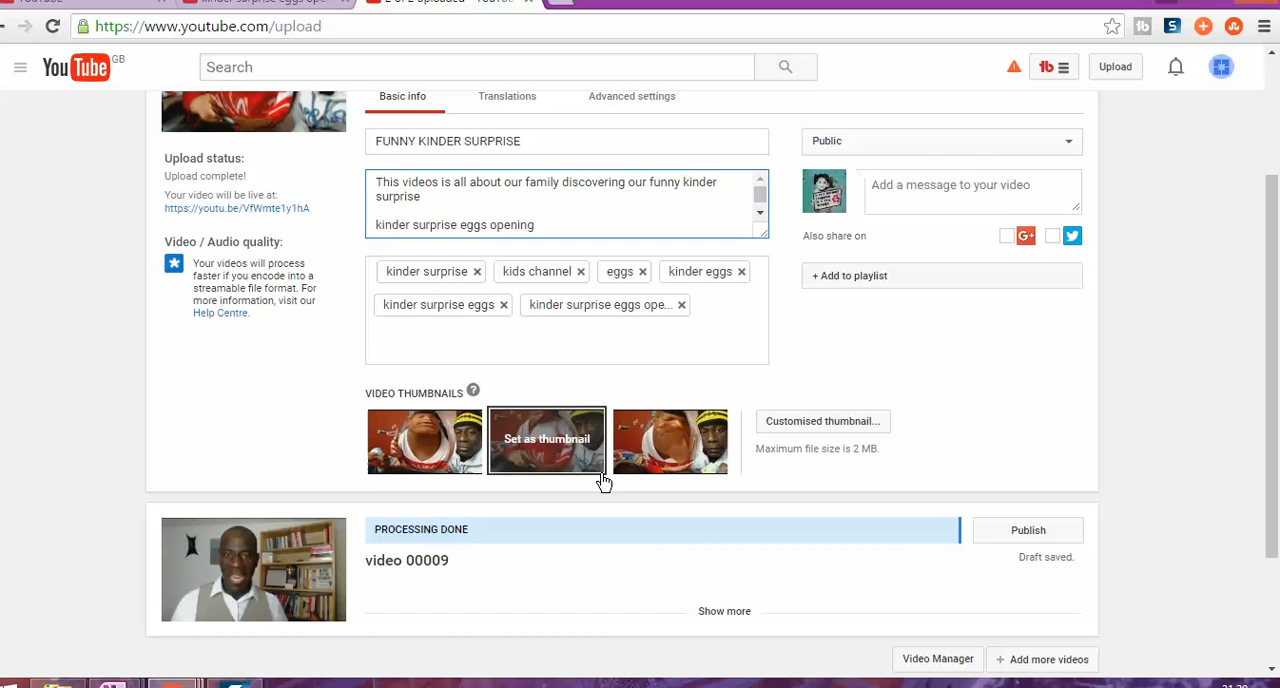 https://www.youtube.com/upload
YouTube GB
Search
Upload
Basic info
Translations
Advanced settings
Upload status:
Upload complete!
Your video will be live at:
https://youtu.be/VfWmte1y1hA
Video / Audio quality:
Your videos will process
faster if you encode into a
streamable file format. For
more information, visit our
Help Centre.
FUNNY KINDER SURPRISE
This videos is all about our family discovering our funny kinder
surprise
kinder surprise eggs opening
kinder surprise × kids channel × eggs × kinder eggs ×
kinder surprise eggs × kinder surprise eggs ope... ×
VIDEO THUMBNAILS ?
Set as thumbnail
Customised thumbnail...
Maximum file size is 2 MB.
Public
Add a message to your video
Also share on
G+
+ Add to playlist
PROCESSING DONE
Publish
video 00009
Draft saved.
Show more
Video Manager
+ Add more videos